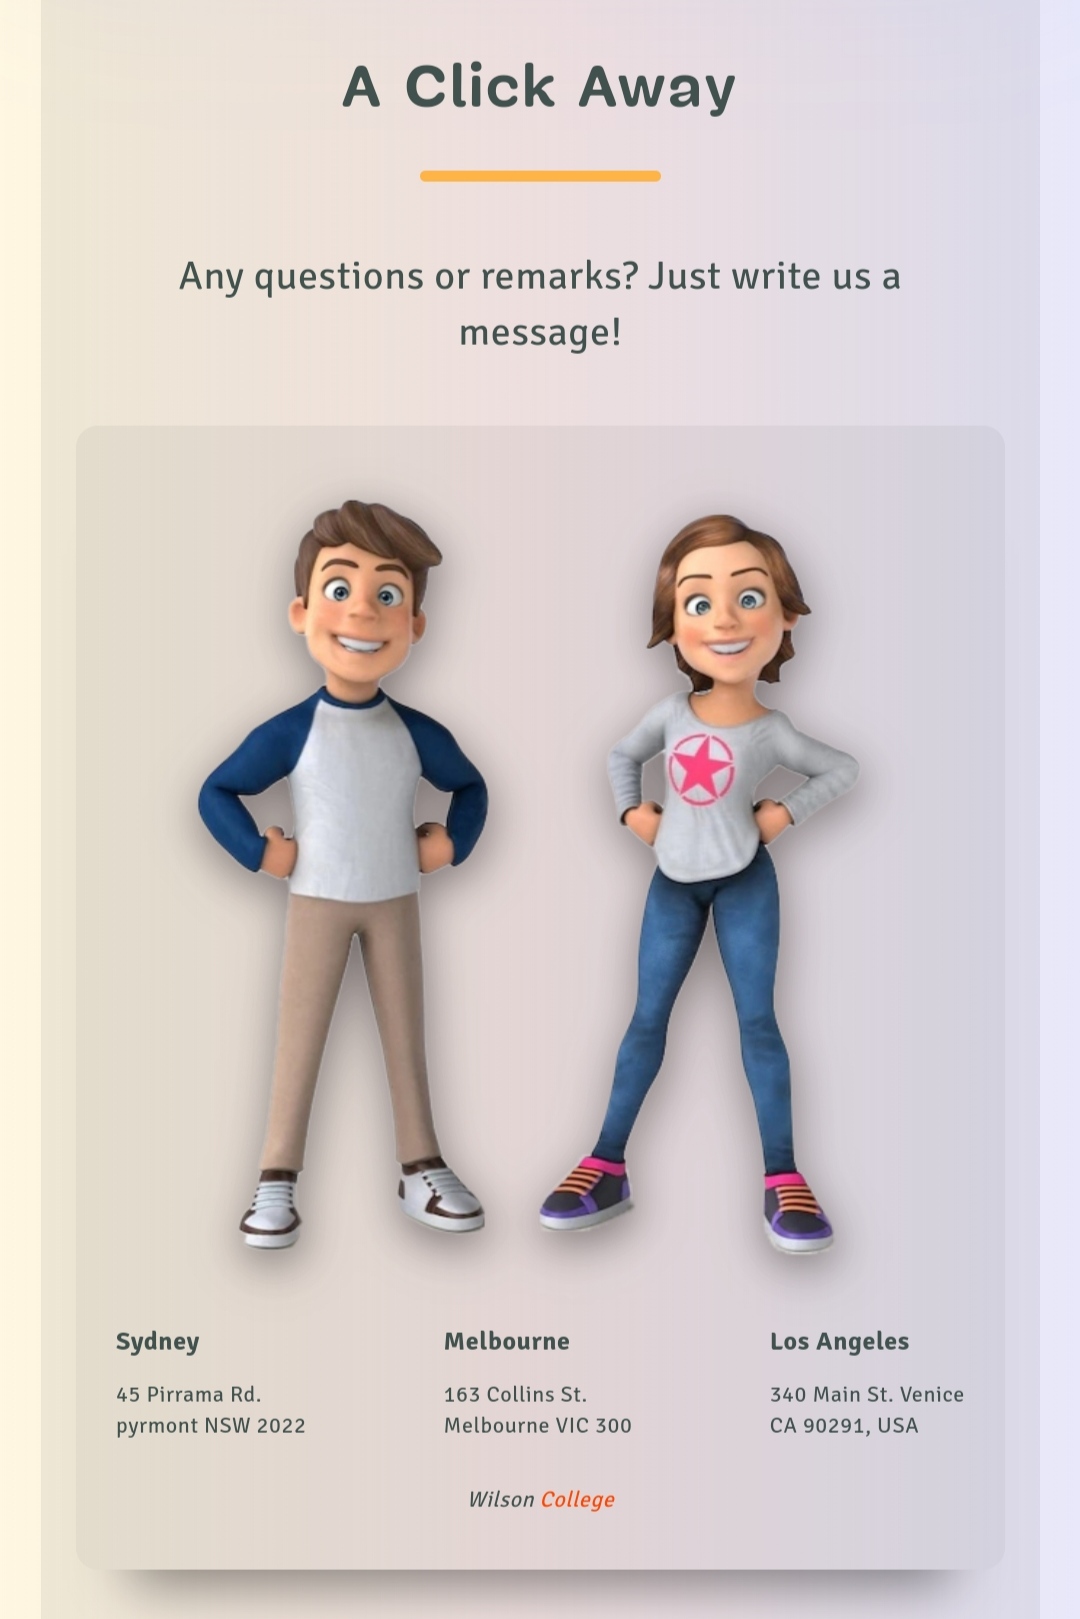 A Click Away
Any questions or remarks? Just write us a
message!
Sydney
45 Pirrama Rd.
pyrmont NSW 2022
Melbourne
163 Collins St.
Melbourne VIC 300
Los Angeles
340 Main St. Venice
CA 90291, USA
Wilson College